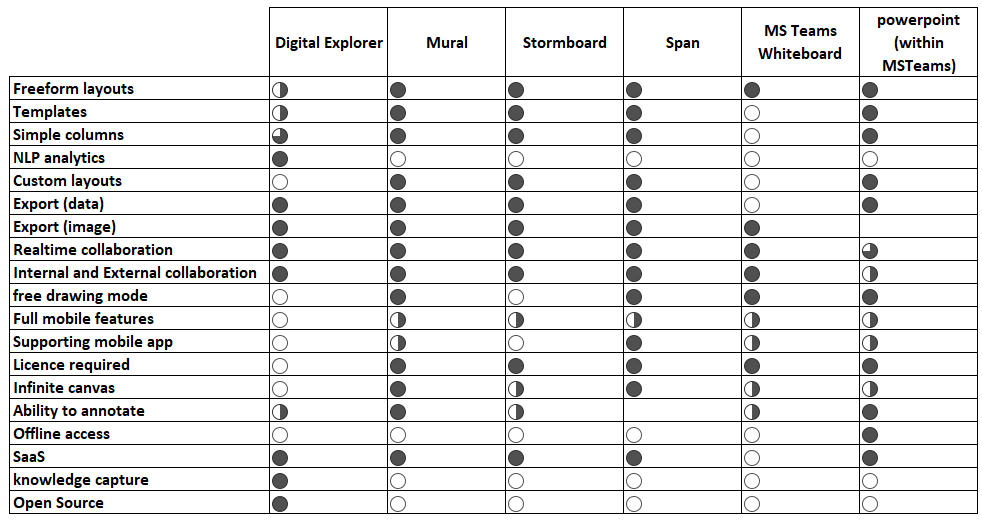 Digital Explorer
Mural
Stormboard
Span
MS Teams
Whiteboard
powerpoint
(within
MSTeams)
Freeform layouts
Templates
Simple columns
NLP analytics
Custom layouts
Export (data)
Export (image)
Realtime collaboration
Internal and External collaboration
free drawing mode
Full mobile features
Supporting mobile app
Licence required
Infinite canvas
Ability to annotate
Offline access
SaaS
knowledge capture
Open Source